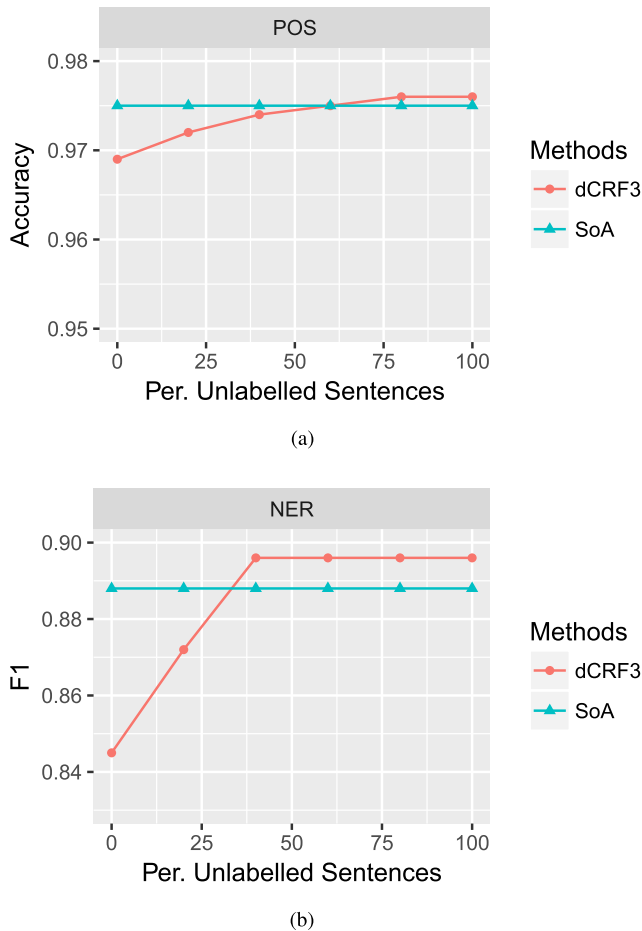 POS
0.98
0.97
0.96
0.95
Accuracy
0 25 50 75 100
Per. Unlabelled Sentences
Methods
dCRF3
SoA
(a)
NER
0.90
0.88
0.86
0.84
F1
0 25 50 75 100
Per. Unlabelled Sentences
Methods
dCRF3
SoA
(b)